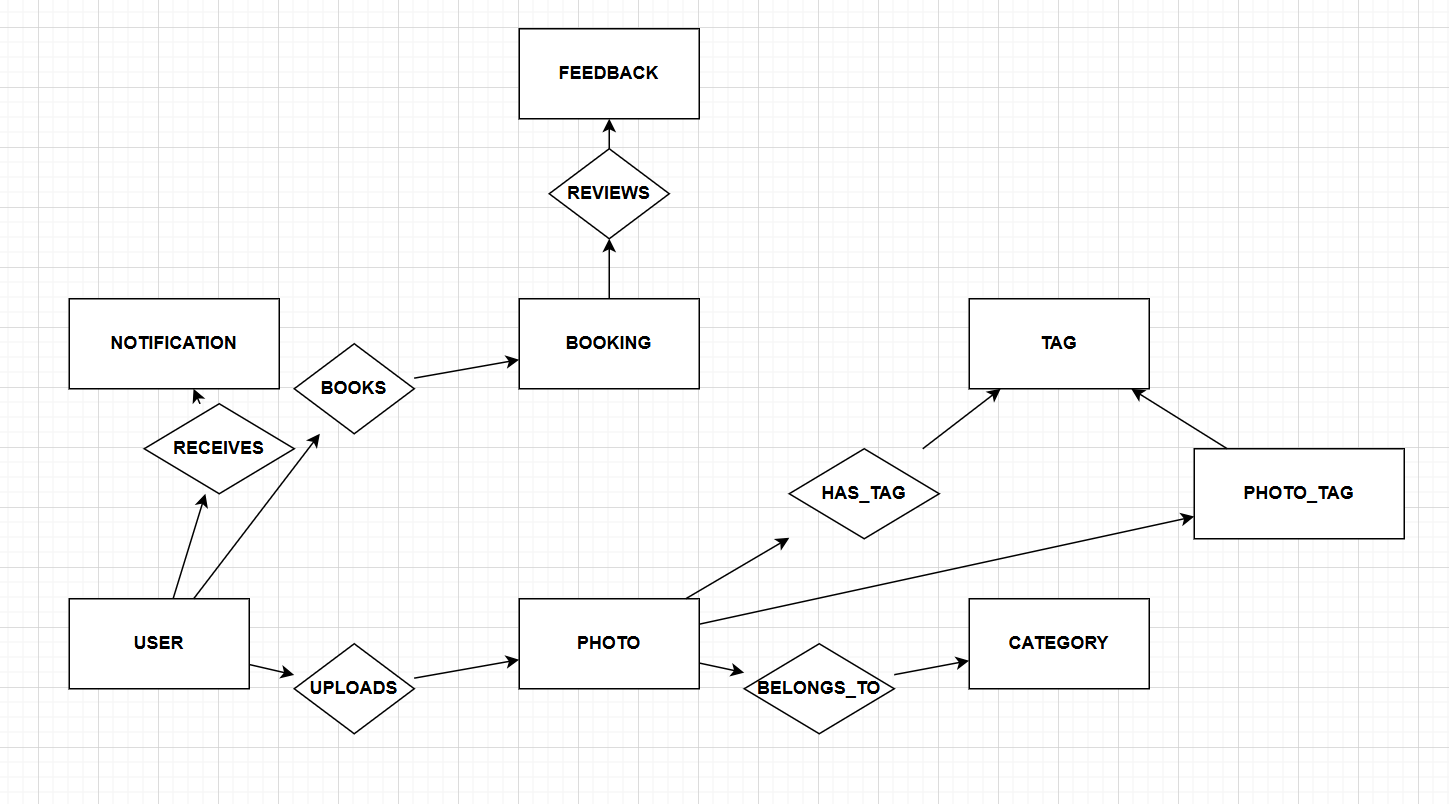 FEEDBACK
REVIEWS
NOTIFICATION
BOOKING
TAG
BOOKS
RECEIVES
HAS_TAG
PHOTO_TAG
USER
PHOTO
CATEGORY
UPLOADS
BELONGS_TO